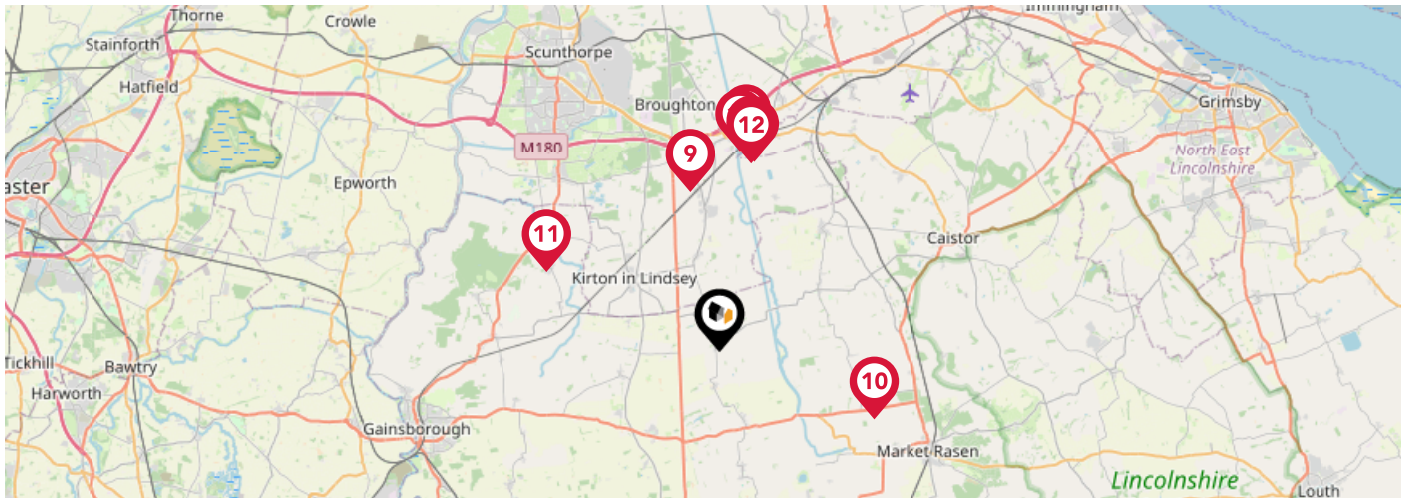 Thorne
Crowle
Immingham
Stainforth
Scunthorpe
Hatfield
Broughton
Grimsby
12
M180
9
North East
Lincolnshire
aster
Epworth
11
Caistor
Kirton in Lindsey
Tickhill
Bawtry
10
Harworth
Gainsborough
Market Rasen
Lincolnshire
Louth